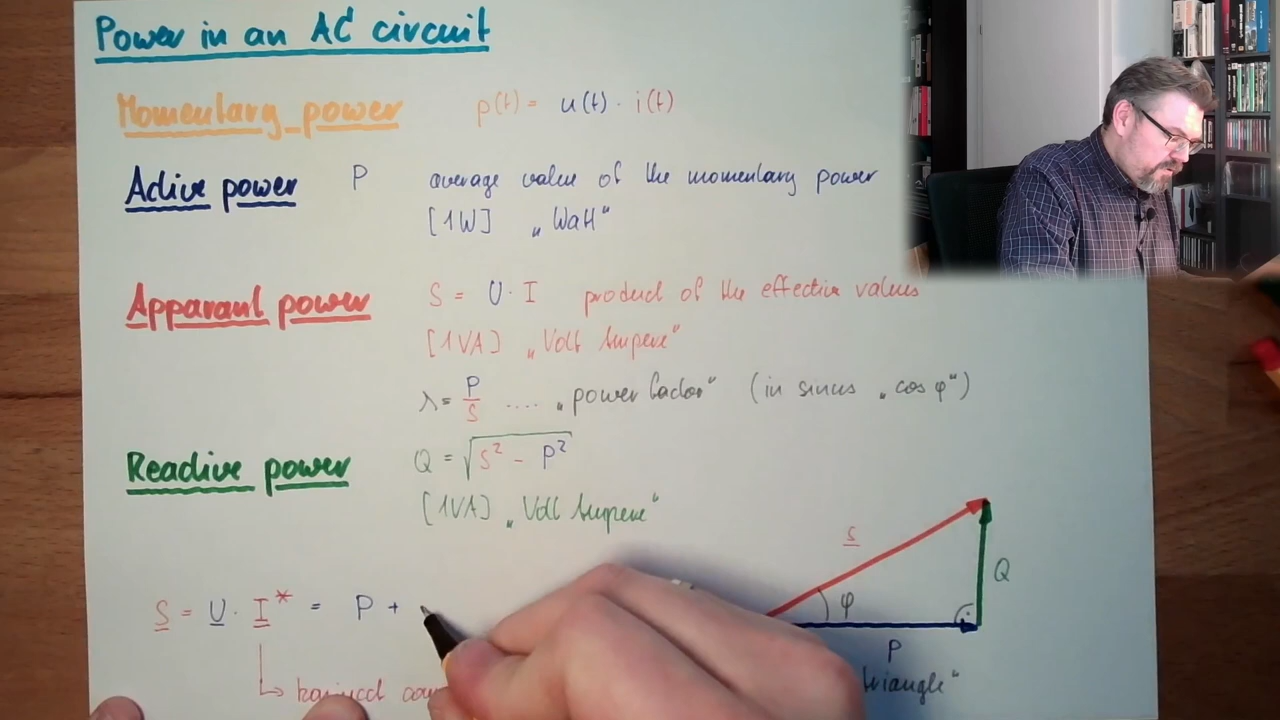 Power in an AC circuit
Momentary power p(t) = u(t) · i(t)
Active power P average value of the momentary power
[1W] „Watt“
Apparant power S = U · I product of the effective values
[1VA] „Volt Ampere“
λ = P/S .... „power factor“ (in sinus „cos φ“)
Reactive power Q = √(S² - P²)
[1VA] „Volt Ampere“
S
Q
φ
S = U · I* = P +
P
triangle“